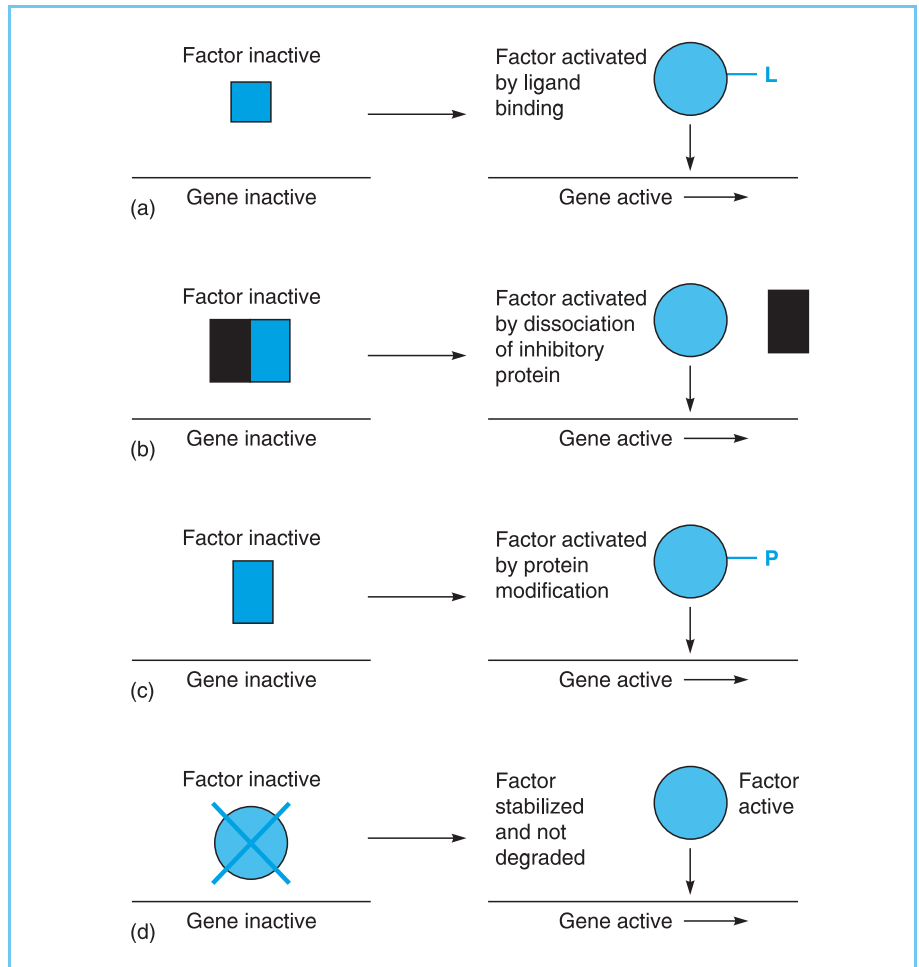 Factor inactive
Factor activated
by ligand
binding
L
Gene inactive
Gene active
(a)
Factor inactive
Factor activated
by dissociation
of inhibitory
protein
Gene inactive
Gene active
(b)
Factor inactive
Factor activated
by protein
modification
P
Gene inactive
Gene active
(c)
Factor inactive
Factor
stabilized
and not
degraded
Factor
active
Gene inactive
Gene active
(d)